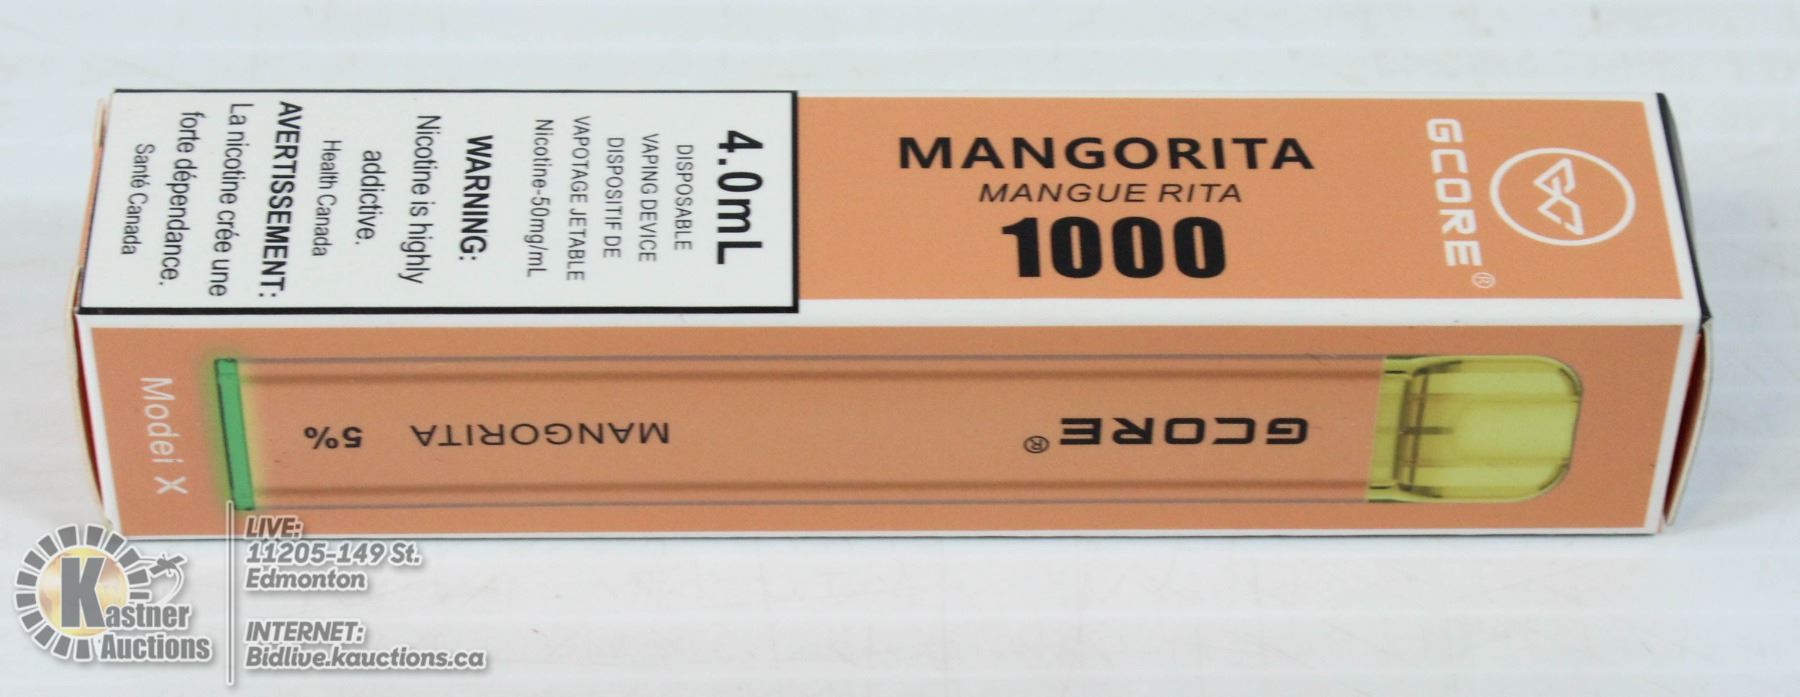 MANGORITA
MANGUE RITA
1000
GCORE®
4.0mL
DISPOSABLE
VAPING DEVICE
DISPOSITIF DE
VAPOTAGE JETABLE
Nicotine-50mg/mL
WARNING:
Nicotine is highly
addictive.
Health Canada
AVERTISSEMENT:
La nicotine crée une
forte dépendance.
Santé Canada
GCORE®
MANGORITA
5%
Model X
Kastner
Auctions
LIVE:
11205-149 St.
Edmonton
INTERNET:
Bidlive.kauctions.ca